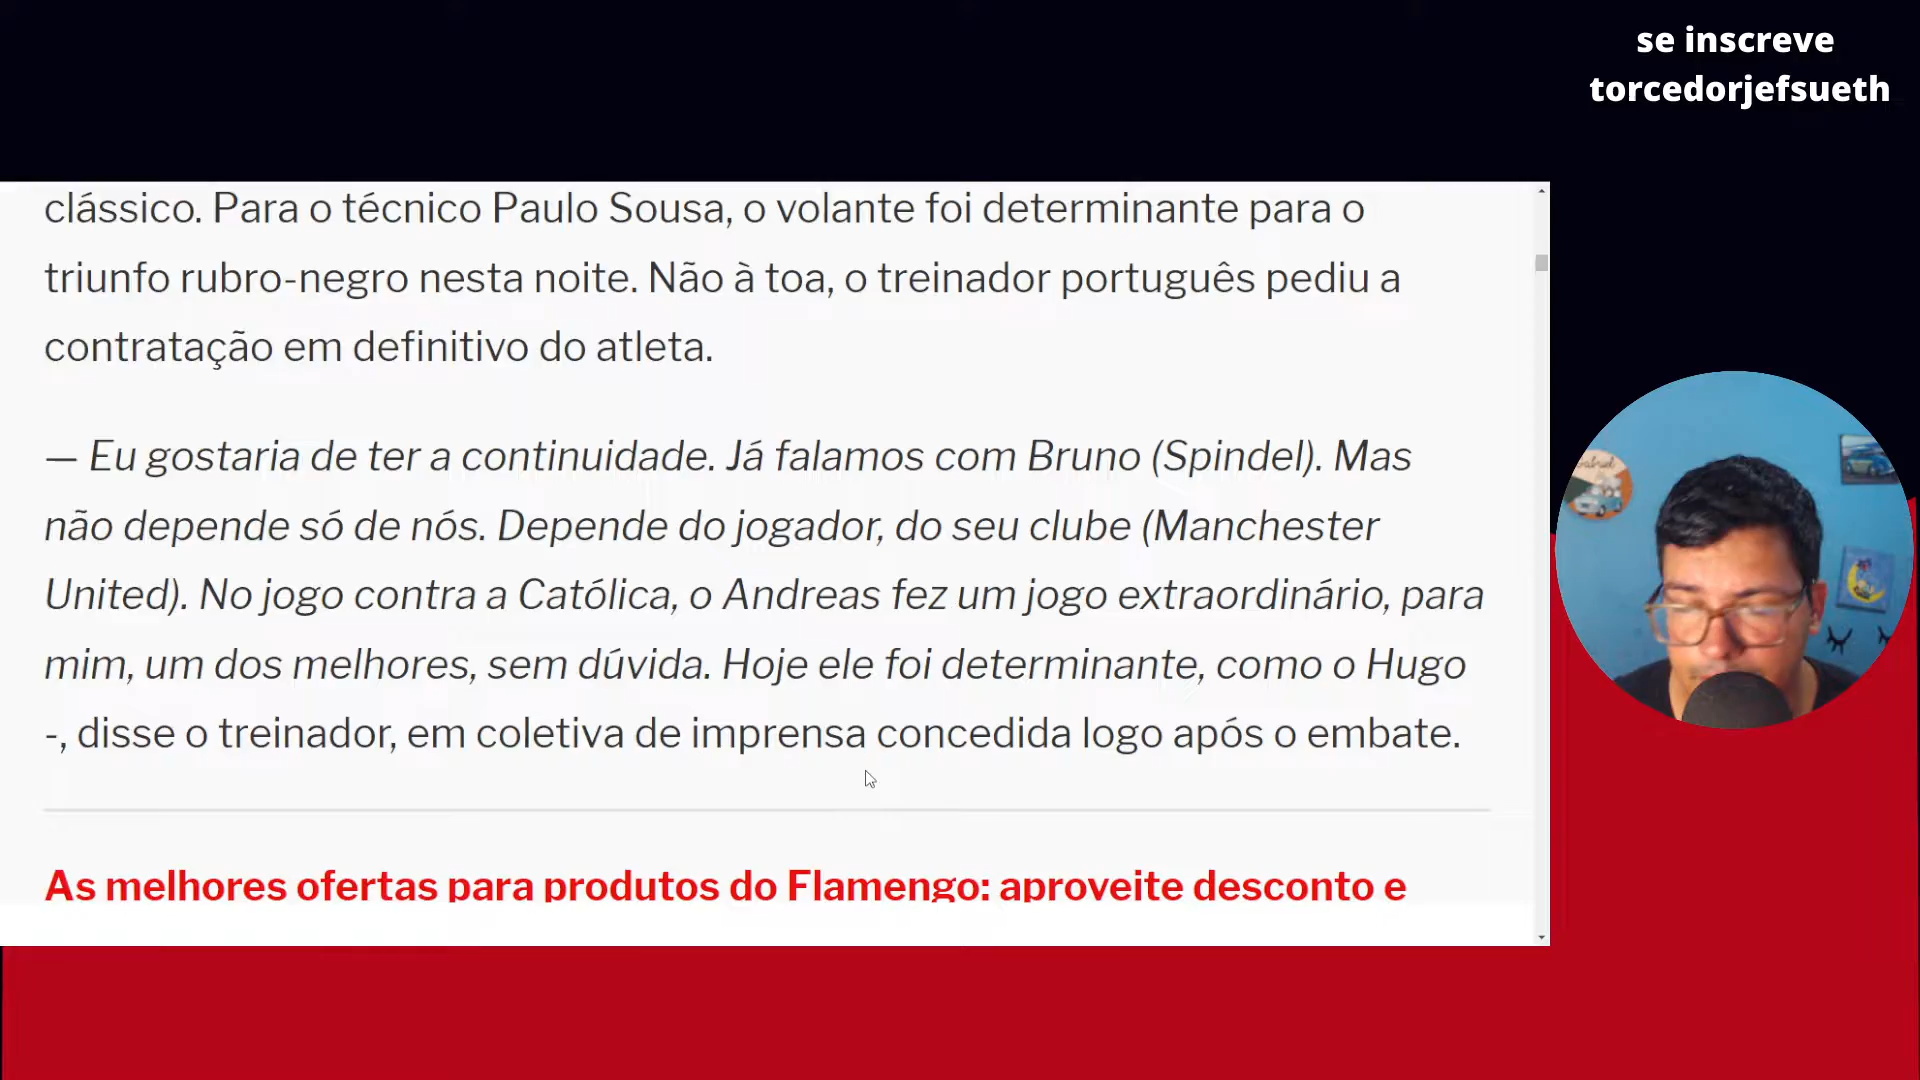 se inscreve
torcedorjefsueth
clássico. Para o técnico Paulo Sousa, o volante foi determinante para o
triunfo rubro-negro nesta noite. Não à toa, o treinador português pediu a
contratação em definitivo do atleta.
— Eu gostaria de ter a continuidade. Já falamos com Bruno (Spindel). Mas
não depende só de nós. Depende do jogador, do seu clube (Manchester
United). No jogo contra a Católica, o Andreas fez um jogo extraordinário, para
mim, um dos melhores, sem dúvida. Hoje ele foi determinante, como o Hugo
-, disse o treinador, em coletiva de imprensa concedida logo após o embate.
As melhores ofertas para produtos do Flamengo: aproveite desconto e